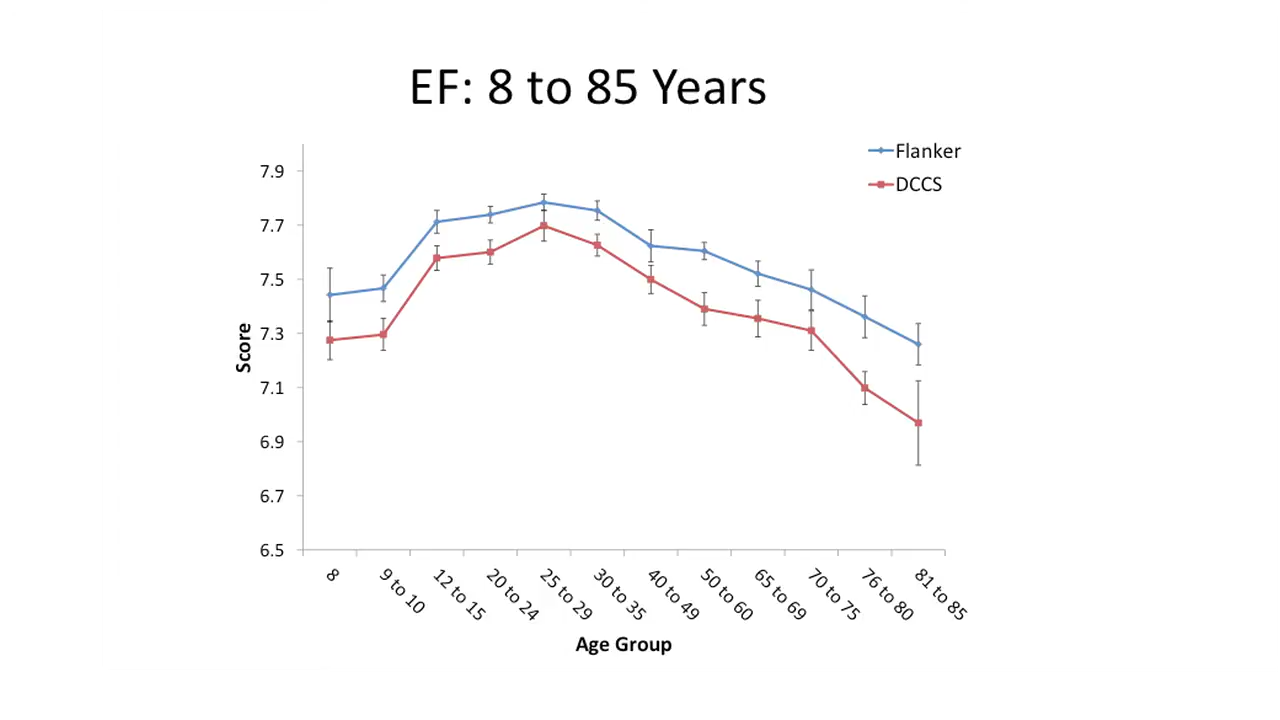 EF: 8 to 85 Years
Flanker
DCCS
7.9
7.7
7.5
7.3
7.1
6.9
6.7
6.5
Score
8
9 to 10
12 to 15
20 to 24
25 to 29
30 to 35
40 to 49
50 to 60
65 to 69
70 to 75
76 to 80
81 to 85
Age Group